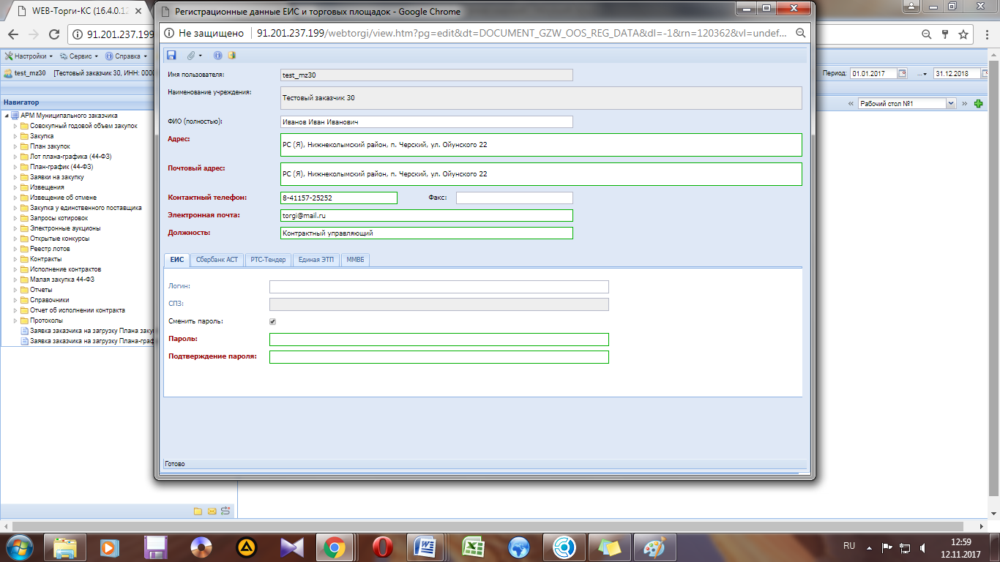 WEB-Торги-КС (16.4.0.12
91.201.237.199
Регистрационные данные ЕИС и торговых площадок - Google Chrome
Не защищено 91.201.237.199/webtorgi/view.htm?pg=edit&dt=DOCUMENT_GZW_OOS_REG_DATA&dl=-1&rn=120362&vl=undef...
Настройки Сервис Справка
test_mz30 [Тестовый заказчик 30, ИНН: 0000
Период: 01.01.2017 ... 31.12.2018
Навигатор
« Рабочий стол №1 »
АРМ Муниципального заказчика
Совокупный годовой объем закупок
Закупка
План закупок
Лот плана-графика (44-ФЗ)
План-график (44-ФЗ)
Заявки на закупку
Извещения
Извещение об отмене
Закупка у единственного поставщика
Запросы котировок
Электронные аукционы
Открытые конкурсы
Реестр лотов
Контракты
Исполнение контрактов
Малая закупка 44-ФЗ
Отчеты
Справочники
Отчет об исполнении контракта
Протоколы
Заявка заказчика на загрузку Плана заку
Заявка заказчика на загрузку Плана-граф
Имя пользователя: test_mz30
Наименование учреждения: Тестовый заказчик 30
ФИО (полностью): Иванов Иван Иванович
Адрес: РС (Я), Нижнеколымский район, п. Черский, ул. Ойунского 22
Почтовый адрес: РС (Я), Нижнеколымский район, п. Черский, ул. Ойунского 22
Контактный телефон: 8-41157-25252 Факс:
Электронная почта: torgi@mail.ru
Должность: Контрактный управляющий
ЕИС Сбербанк АСТ РТС-Тендер Единая ЭТП ММВБ
Логин:
СПЗ:
Сменить пароль:
Пароль:
Подтверждение пароля:
Готово
RU
12:59
12.11.2017